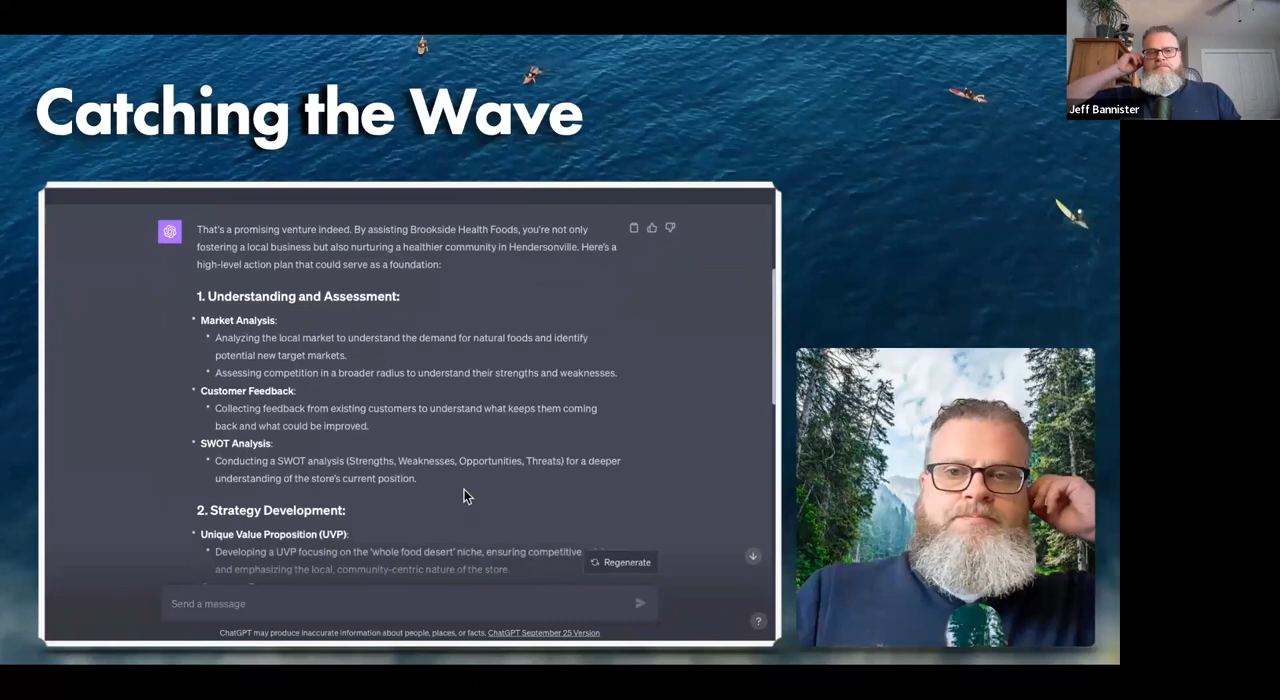 Catching the Wave
Jeff Bannister
That's a promising venture indeed. By assisting Brookside Health Foods, you're not only
fostering a local business but also nurturing a healthier community in Hendersonville. Here's a
high-level action plan that could serve as a foundation:
1. Understanding and Assessment:
Market Analysis:
Analyzing the local market to understand the demand for natural foods and identify
potential new target markets.
Assessing competition in a broader radius to understand their strengths and weaknesses.
Customer Feedback:
Collecting feedback from existing customers to understand what keeps them coming
back and what could be improved.
SWOT Analysis:
Conducting a SWOT analysis (Strengths, Weaknesses, Opportunities, Threats) for a deeper
understanding of the store's current position.
2. Strategy Development:
Unique Value Proposition (UVP):
Developing a UVP focusing on the 'whole food desert' niche, ensuring competitive
and emphasizing the local, community-centric nature of the store.
Regenerate
Send a message
ChatGPT may produce inaccurate information about people, places, or facts. ChatGPT September 25 Version
?